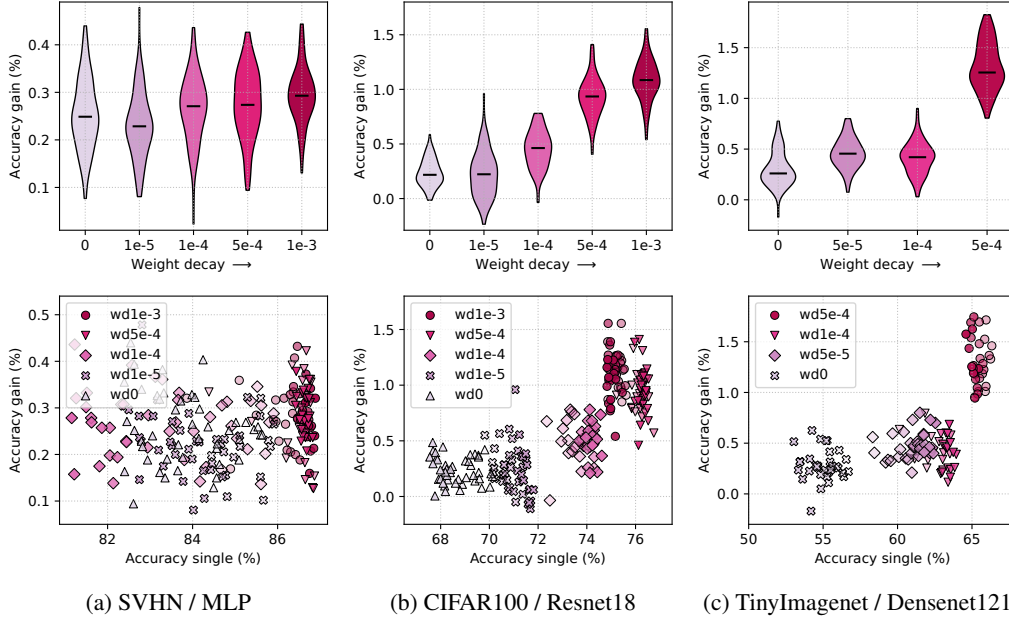 0.4
0.3
0.2
0.1
Accuracy gain (%)
0
1e-5
1e-4
5e-4
1e-3
Weight decay ⟶
1.5
1.0
0.5
0.0
Accuracy gain (%)
0
1e-5
1e-4
5e-4
1e-3
Weight decay ⟶
1.5
1.0
0.5
0.0
Accuracy gain (%)
0
5e-5
1e-4
5e-4
Weight decay ⟶
0.5
0.4
0.3
0.2
0.1
Accuracy gain (%)
wd1e-3
wd5e-4
wd1e-4
wd1e-5
wd0
82
84
86
Accuracy single (%)
1.5
1.0
0.5
0.0
Accuracy gain (%)
wd1e-3
wd5e-4
wd1e-4
wd1e-5
wd0
68
70
72
74
76
Accuracy single (%)
1.5
1.0
0.5
0.0
Accuracy gain (%)
wd5e-4
wd1e-4
wd5e-5
wd0
50
55
60
65
Accuracy single (%)
(a) SVHN / MLP
(b) CIFAR100 / Resnet18
(c) TinyImagenet / Densenet121